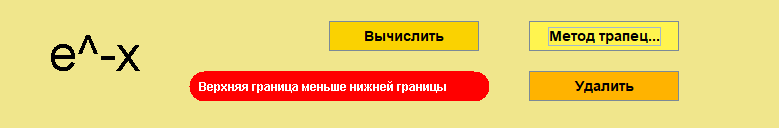 e^-x
Вычислить
Метод трапец...
Верхняя граница меньше нижней границы
Удалить